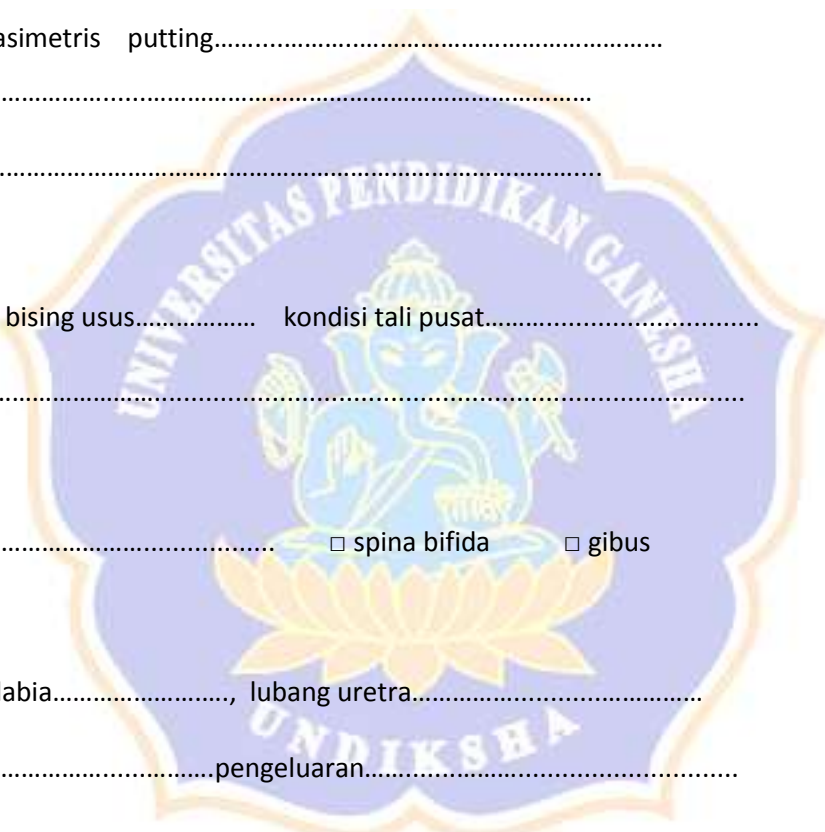 asimetris putting……...………..……………………………………
……………….....……………………………………………………
..……………………………………………………………………..
bising usus……………… kondisi tali pusat………...............................
…………………………..............................................................................
………………………................ □ spina bifida □ gibus
labia……………………., lubang uretra……………...........……………
………………..…………pengeluaran……..………….............................
UNIVERSITAS PENDIDIKAN GANESHA
UNDIKSHA